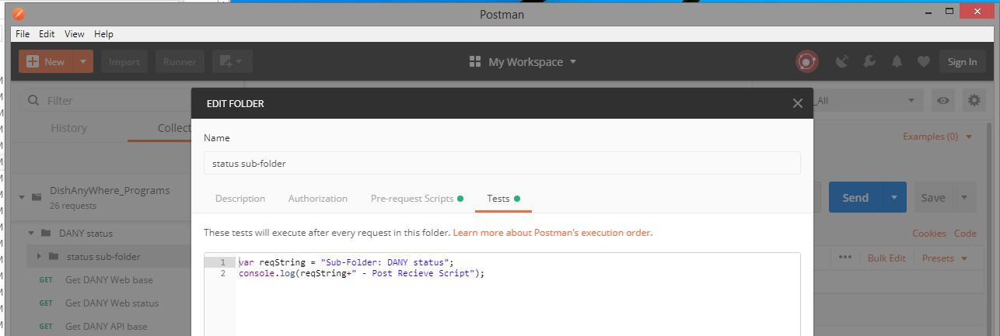 Postman
File Edit View Help
New Import Runner My Workspace Sign In
Filter
EDIT FOLDER
_All
History Collect
Examples (0)
Name
status sub-folder
DishAnyWhere_Programs
26 requests
Description Authorization Pre-request Scripts Tests
Send Save
These tests will execute after every request in this folder. Learn more about Postman's execution order.
Cookies Code
DANY status
status sub-folder
Bulk Edit Presets
1 var reqString = "Sub-Folder: DANY status";
2 console.log(reqString+" - Post Recieve Script");
GET Get DANY Web base
GET Get DANY Web status
GET Get DANY API base